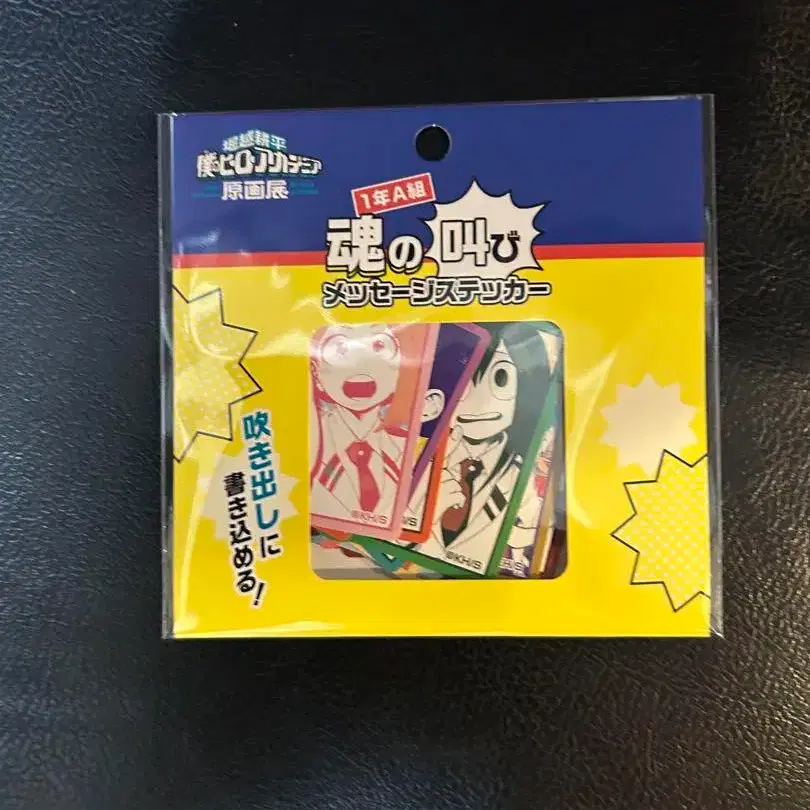 堀越耕平
僕のヒーローアカデミア
原画展
1年A組
魂の叫び
メッセージステッカー
吹き出しに
書き込める!
©KH/S
©KH/S